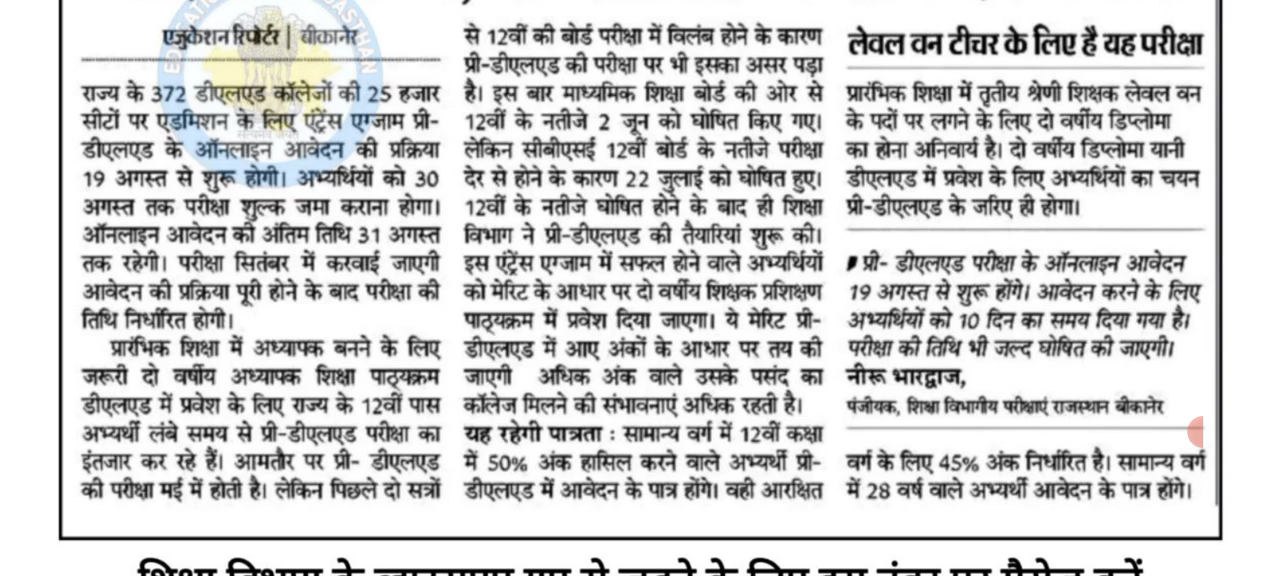 एजुकेशन रिपोर्टर | बीकानेर
राज्य के 372 डीएलएड कॉलेजों की 25 हजार
सीटों पर एडमिशन के लिए एंट्रेंस एग्जाम प्री-
डीएलएड के ऑनलाइन आवेदन की प्रक्रिया
19 अगस्त से शुरू होगी। अभ्यर्थियों को 30
अगस्त तक परीक्षा शुल्क जमा कराना होगा।
ऑनलाइन आवेदन की अंतिम तिथि 31 अगस्त
तक रहेगी। परीक्षा सितंबर में करवाई जाएगी
आवेदन की प्रक्रिया पूरी होने के बाद परीक्षा की
तिथि निर्धारित होगी।
प्रारंभिक शिक्षा में अध्यापक बनने के लिए
जरूरी दो वर्षीय अध्यापक शिक्षा पाठ्यक्रम
डीएलएड में प्रवेश के लिए राज्य के 12वीं पास
अभ्यर्थी लंबे समय से प्री-डीएलएड परीक्षा का
इंतजार कर रहे हैं। आमतौर पर प्री- डीएलएड
की परीक्षा मई में होती है। लेकिन पिछले दो सत्रों
से 12वीं की बोर्ड परीक्षा में विलंब होने के कारण
प्री-डीएलएड की परीक्षा पर भी इसका असर पड़ा
है। इस बार माध्यमिक शिक्षा बोर्ड की ओर से
12वीं के नतीजे 2 जून को घोषित किए गए।
लेकिन सीबीएसई 12वीं बोर्ड के नतीजे परीक्षा
देर से होने के कारण 22 जुलाई को घोषित हुए।
12वीं के नतीजे घोषित होने के बाद ही शिक्षा
विभाग ने प्री-डीएलएड की तैयारियां शुरू की।
इस एंट्रेंस एग्जाम में सफल होने वाले अभ्यर्थियों
को मेरिट के आधार पर दो वर्षीय शिक्षक प्रशिक्षण
पाठ्यक्रम में प्रवेश दिया जाएगा। ये मेरिट प्री-
डीएलएड में आए अंकों के आधार पर तय की
जाएगी अधिक अंक वाले उसके पसंद का
कॉलेज मिलने की संभावनाएं अधिक रहती है।
यह रहेगी पात्रता : सामान्य वर्ग में 12वीं कक्षा
में 50% अंक हासिल करने वाले अभ्यर्थी प्री-
डीएलएड में आवेदन के पात्र होंगे। वही आरक्षित
लेवल वन टीचर के लिए है यह परीक्षा
प्रारंभिक शिक्षा में तृतीय श्रेणी शिक्षक लेवल वन
के पदों पर लगने के लिए दो वर्षीय डिप्लोमा
का होना अनिवार्य है। दो वर्षीय डिप्लोमा यानी
डीएलएड में प्रवेश के लिए अभ्यर्थियों का चयन
प्री-डीएलएड के जरिए ही होगा।
प्री- डीएलएड परीक्षा के ऑनलाइन आवेदन
19 अगस्त से शुरू होंगे। आवेदन करने के लिए
अभ्यर्थियों को 10 दिन का समय दिया गया है।
परीक्षा की तिथि भी जल्द घोषित की जाएगी।
नीरू भारद्वाज,
पंजीयक, शिक्षा विभागीय परीक्षाएं राजस्थान बीकानेर
वर्ग के लिए 45% अंक निर्धारित है। सामान्य वर्ग
में 28 वर्ष वाले अभ्यर्थी आवेदन के पात्र होंगे।